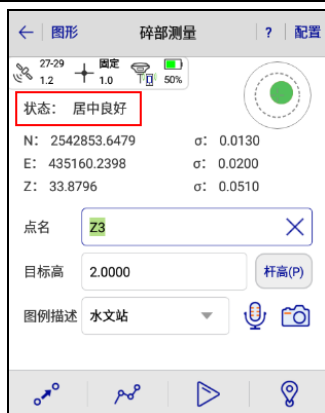 图形 碎部测量 ? 配置
27-29 固定
1.2 1.0 50%
状态： 居中良好
N: 2542853.6479 σ: 0.0130
E: 435160.2398 σ: 0.0200
Z: 33.8796 σ: 0.0510
点名 Z3
目标高 2.0000 杆高(P)
图例描述 水文站